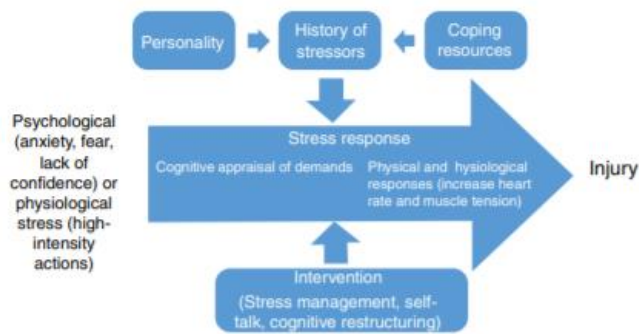 Personality
History of
stressors
Coping
resources
Psychological
(anxiety, fear,
lack of
confidence) or
physiological
stress (high-
intensity
actions)
Stress response
Cognitive appraisal of demands
Physical and hysiological
responses (increase heart
rate and muscle tension)
Injury
Intervention
(Stress management, self-
talk, cognitive restructuring)